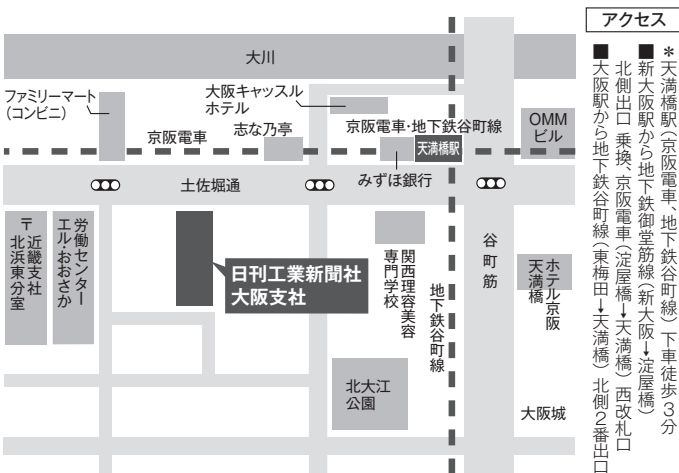 アクセス
＊天満橋駅(京阪電車、地下鉄谷町線)下車徒歩3分
■新大阪駅から地下鉄御堂筋線(新大阪→淀屋橋)
北側出口 乗換、京阪電車(淀屋橋→天満橋)西改札口
■大阪駅から地下鉄谷町線(東梅田→天満橋)北側2番出口
大川
ファミリーマート
(コンビニ)
大阪キャッスル
ホテル
京阪電車
志な乃亭
京阪電車・地下鉄谷町線
天満橋駅
OMM
ビル
みずほ銀行
土佐堀通
〒近畿支社
北浜東分室
労働センター
エル・おおさか
日刊工業新聞社
大阪支社
関西理容美容
専門学校
地下鉄谷町線
谷町筋
ホテル京阪
天満橋
北大江
公園
大阪城